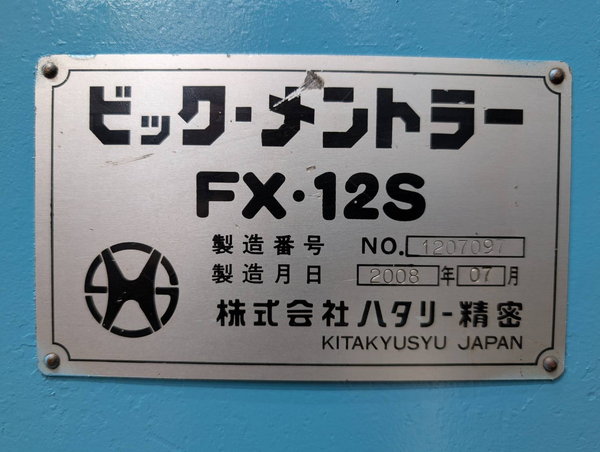 ビック・メントラー
FX・12S
製造番号 NO. 1207097
製造月日 2008 年 07 月
株式会社 ハタリー精密
KITAKYUSYU JAPAN